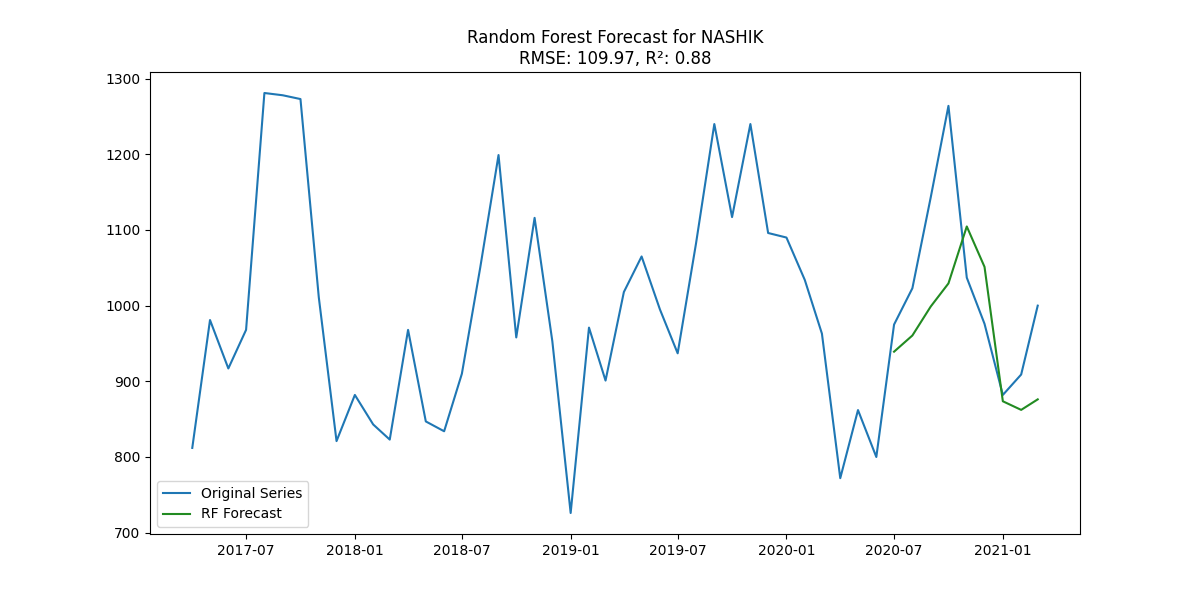 Random Forest Forecast for NASHIK
RMSE: 109.97, R²: 0.88
1300
1200
1100
1000
900
800
700
Original Series
RF Forecast
2017-07 2018-01 2018-07 2019-01 2019-07 2020-01 2020-07 2021-01